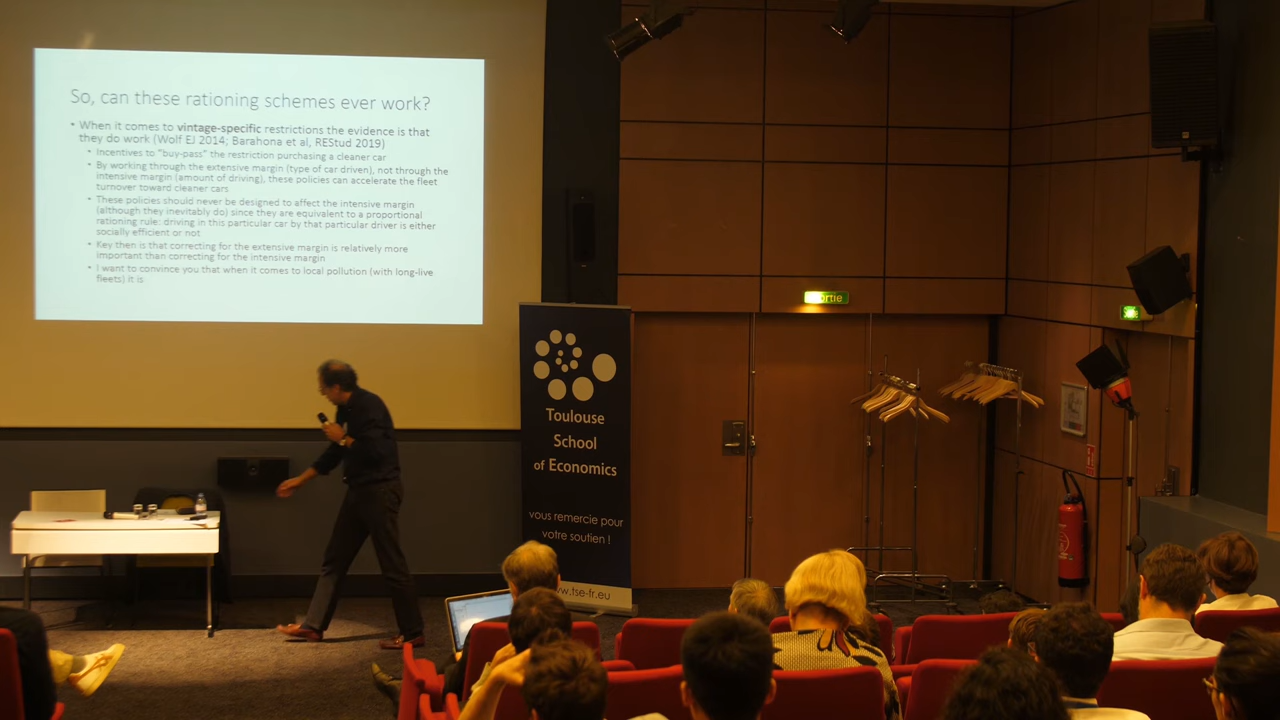 So, can these rationing schemes ever work?
• When it comes to vintage-specific restrictions the evidence is that
they do work (Wolf EJ 2014; Barahona et al, REStud 2019)
• Incentives to "buy-pass" the restriction purchasing a cleaner car
• By working through the extensive margin (type of car driven), not through the
intensive margin (amount of driving), these policies can accelerate the fleet
turnover toward cleaner cars
• These policies should never be designed to affect the intensive margin
(although they inevitably do) since they are equivalent to a proportional
rationing rule: driving in this particular car by that particular driver is either
socially efficient or not
• Key then is that correcting for the extensive margin is relatively more
important than correcting for the intensive margin
• I want to convince you that when it comes to local pollution (with long-live
fleets) it is
Toulouse
School
of Economics
vous remercie pour
votre soutien !
www.tse-fr.eu
Sortie